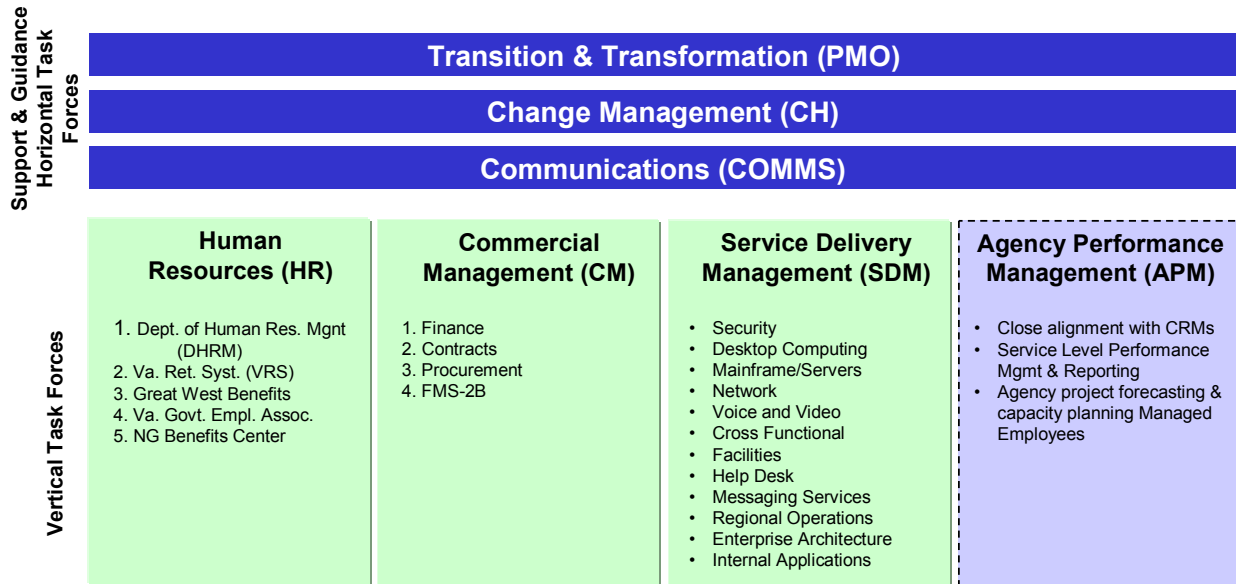 Support & Guidance
Horizontal Task
Forces
Transition & Transformation (PMO)
Change Management (CH)
Communications (COMMS)
Vertical Task Forces
Human
Resources (HR)
1. Dept. of Human Res. Mgnt
(DHRM)
2. Va. Ret. Syst. (VRS)
3. Great West Benefits
4. Va. Govt. Empl. Assoc.
5. NG Benefits Center
Commercial
Management (CM)
1. Finance
2. Contracts
3. Procurement
4. FMS-2B
Service Delivery
Management (SDM)
• Security
• Desktop Computing
• Mainframe/Servers
• Network
• Voice and Video
• Cross Functional
• Facilities
• Help Desk
• Messaging Services
• Regional Operations
• Enterprise Architecture
• Internal Applications
Agency Performance
Management (APM)
• Close alignment with CRMs
• Service Level Performance
Mgmt & Reporting
• Agency project forecasting &
capacity planning Managed
Employees